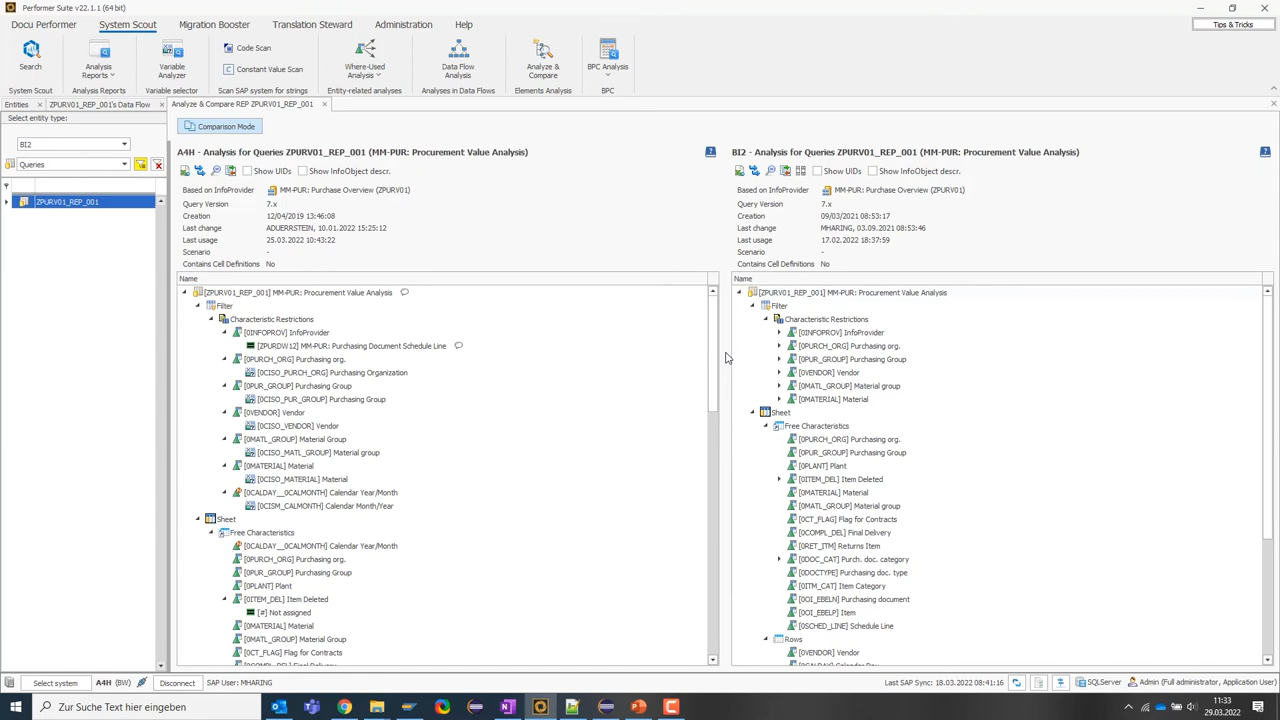 Performer Suite v22.1.1 (64 bit)
Docu Performer System Scout Migration Booster Translation Steward Administration Help
Tips & Tricks
Search
Analysis Reports
Variable Analyzer
Code Scan
Constant Value Scan
Where-Used Analysis
Data Flow Analysis
Analyze & Compare
BPC Analysis
System Scout Analysis Reports Variable selector Scan SAP system for strings Entity-related analyses Analyses in Data Flows Elements Analysis BPC
Entities ZPURV01_REP_001's Data Flow Analyze & Compare REP ZPURV01_REP_001
Select entity type:
BI2
Queries
ZPURV01_REP_001
Comparison Mode
A4H - Analysis for Queries ZPURV01_REP_001 (MM-PUR: Procurement Value Analysis)
Show UIDs Show InfoObject descr.
Based on InfoProvider MM-PUR: Purchase Overview (ZPURV01)
Query Version 7.x
Creation 12/04/2019 13:46:08
Last change ADUERRSTEIN, 10.01.2022 15:25:12
Last usage 25.03.2022 10:43:22
Scenario -
Contains Cell Definitions No
Name
[ZPURV01_REP_001] MM-PUR: Procurement Value Analysis
Filter
Characteristic Restrictions
[0INFOPROV] InfoProvider
[ZPURDW12] MM-PUR: Purchasing Document Schedule Line
[0PURCH_ORG] Purchasing org.
[0CISO_PURCH_ORG] Purchasing Organization
[0PUR_GROUP] Purchasing Group
[0CISO_PUR_GROUP] Purchasing Group
[0VENDOR] Vendor
[0CISO_VENDOR] Vendor
[0MATL_GROUP] Material Group
[0CISO_MATL_GROUP] Material group
[0MATERIAL] Material
[0CISO_MATERIAL] Material
[0CALDAY__0CALMONTH] Calendar Year/Month
[0CISM_CALMONTH] Calendar Month/Year
Sheet
Free Characteristics
[0CALDAY__0CALMONTH] Calendar Year/Month
[0PURCH_ORG] Purchasing org.
[0PUR_GROUP] Purchasing Group
[0PLANT] Plant
[0ITEM_DEL] Item Deleted
[#] Not assigned
[0MATERIAL] Material
[0MATL_GROUP] Material Group
[0CT_FLAG] Flag for Contracts
[0COMPL_DEL] Final Delivery
BI2 - Analysis for Queries ZPURV01_REP_001 (MM-PUR: Procurement Value Analysis)
Show UIDs Show InfoObject descr.
Based on InfoProvider MM-PUR: Purchase Overview (ZPURV01)
Query Version 7.x
Creation 09/03/2021 08:53:17
Last change MHARING, 03.09.2021 08:53:46
Last usage 17.02.2022 18:37:59
Scenario -
Contains Cell Definitions No
Name
[ZPURV01_REP_001] MM-PUR: Procurement Value Analysis
Filter
Characteristic Restrictions
[0INFOPROV] InfoProvider
[0PURCH_ORG] Purchasing org.
[0PUR_GROUP] Purchasing Group
[0VENDOR] Vendor
[0MATL_GROUP] Material group
[0MATERIAL] Material
Sheet
Free Characteristics
[0PURCH_ORG] Purchasing org.
[0PUR_GROUP] Purchasing Group
[0PLANT] Plant
[0ITEM_DEL] Item Deleted
[0MATERIAL] Material
[0MATL_GROUP] Material group
[0CT_FLAG] Flag for Contracts
[0COMPL_DEL] Final Delivery
[0RET_ITM] Returns Item
[0DOC_CAT] Purch. doc. category
[0DOCTYPE] Purchasing doc. type
[0ITM_CAT] Item Category
[0OI_EBELN] Purchasing document
[0OI_EBELP] Item
[0SCHED_LINE] Schedule Line
Rows
[0VENDOR] Vendor
[0CALDAY] Calendar Day
Select system A4H (BW) Disconnect SAP User: MHARING Last SAP Sync: 18.03.2022 08:41:16 SQLServer Admin (Full administrator, Application User)
Zur Suche Text hier eingeben
11:33
29.03.2022